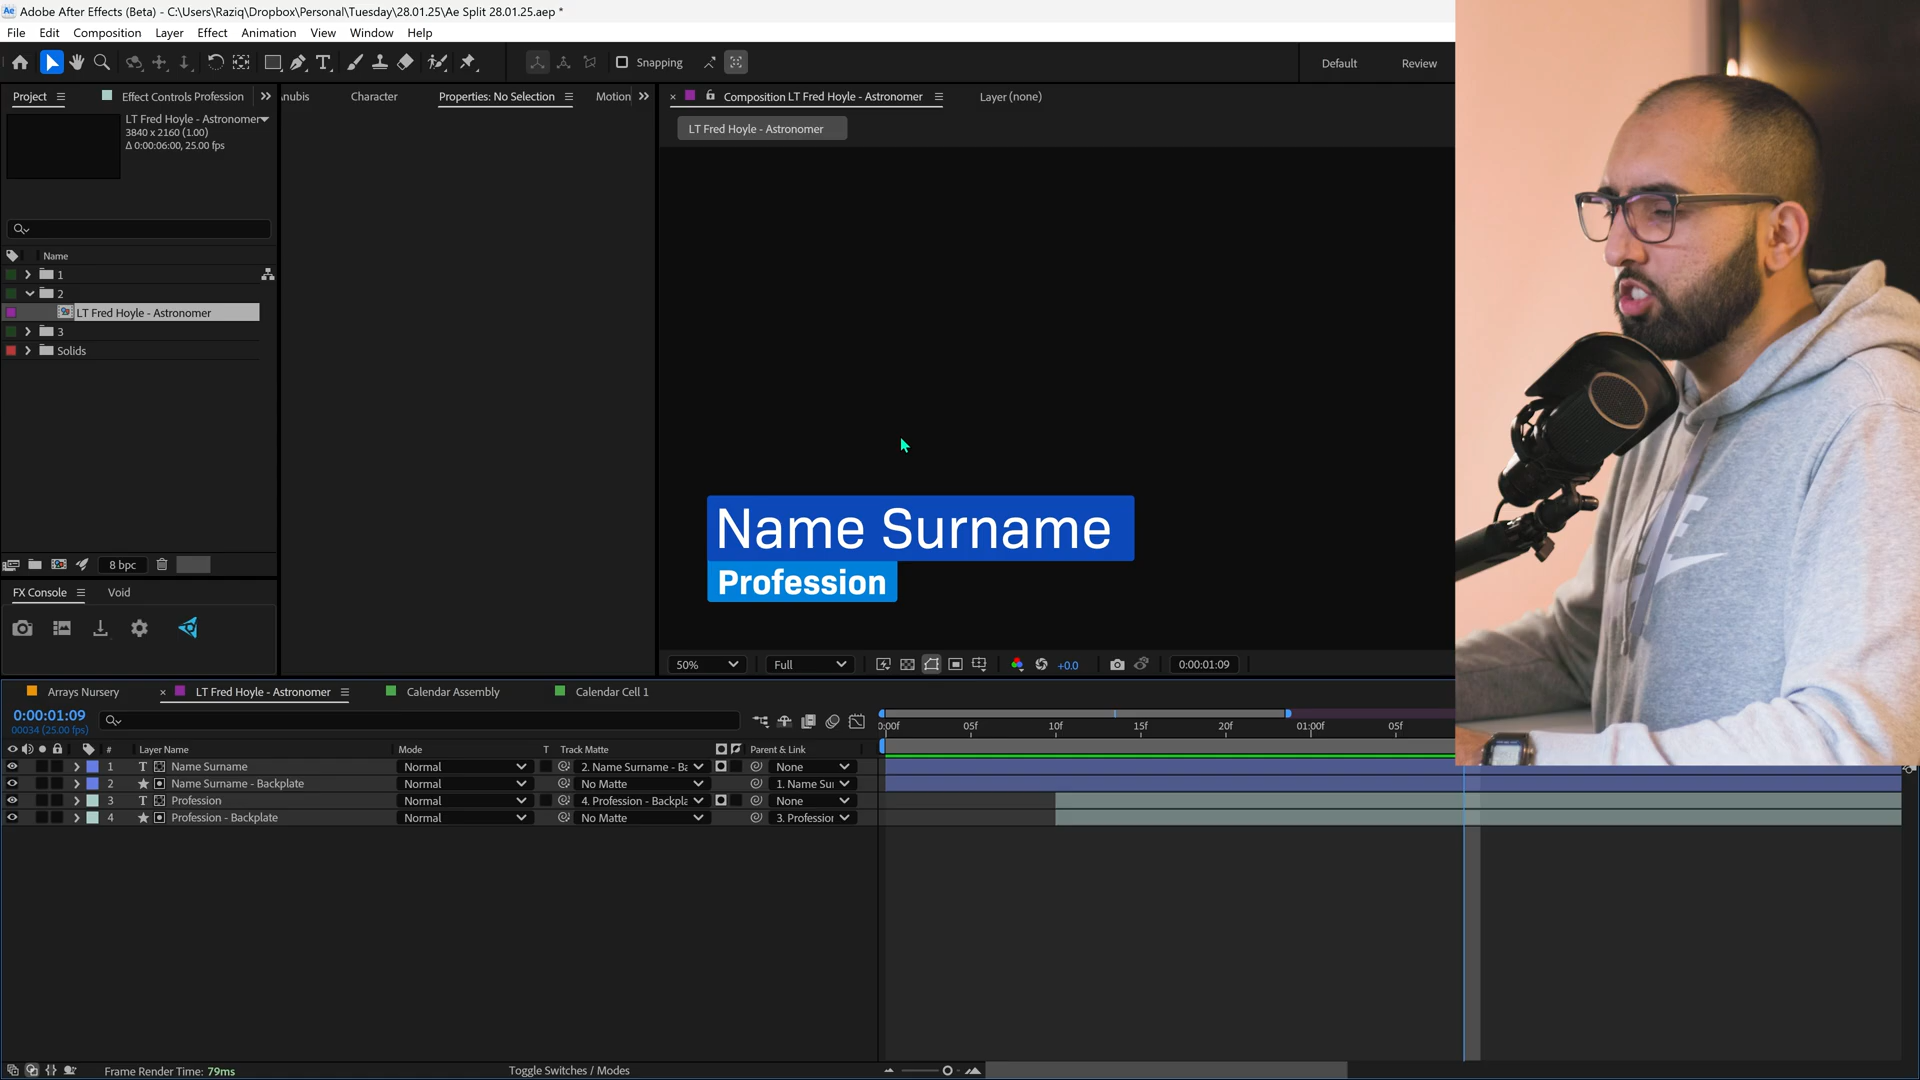 Ae Adobe After Effects (Beta) - C:\Users\Raziq\Dropbox\Personal\Tuesday\28.01.25\Ae Split 28.01.25.aep *
File Edit Composition Layer Effect Animation View Window Help
Snapping Default Review
Project Effect Controls Profession Character Properties: No Selection Motion Composition LT Fred Hoyle - Astronomer Layer (none)
LT Fred Hoyle - Astronomer
3840 x 2160 (1.00)
Δ 0:00:06:00, 25.00 fps
LT Fred Hoyle - Astronomer
Name
1
2
LT Fred Hoyle - Astronomer
3
Solids
Name Surname
Profession
8 bpc
FX Console Void
50% Full +0.0 0:00:01:09
Arrays Nursery LT Fred Hoyle - Astronomer Calendar Assembly Calendar Cell 1
0:00:01:09
00034 (25.00 fps)
0:00f 05f 10f 15f 20f 01:00f 05f
# Layer Name Mode T Track Matte Parent & Link
1 T Name Surname Normal 2. Name Surname - Ba None
2 Name Surname - Backplate Normal No Matte 1. Name Sur
3 T Profession Normal 4. Profession - Backpla None
4 Profession - Backplate Normal No Matte 3. Profession
Frame Render Time: 79ms Toggle Switches / Modes